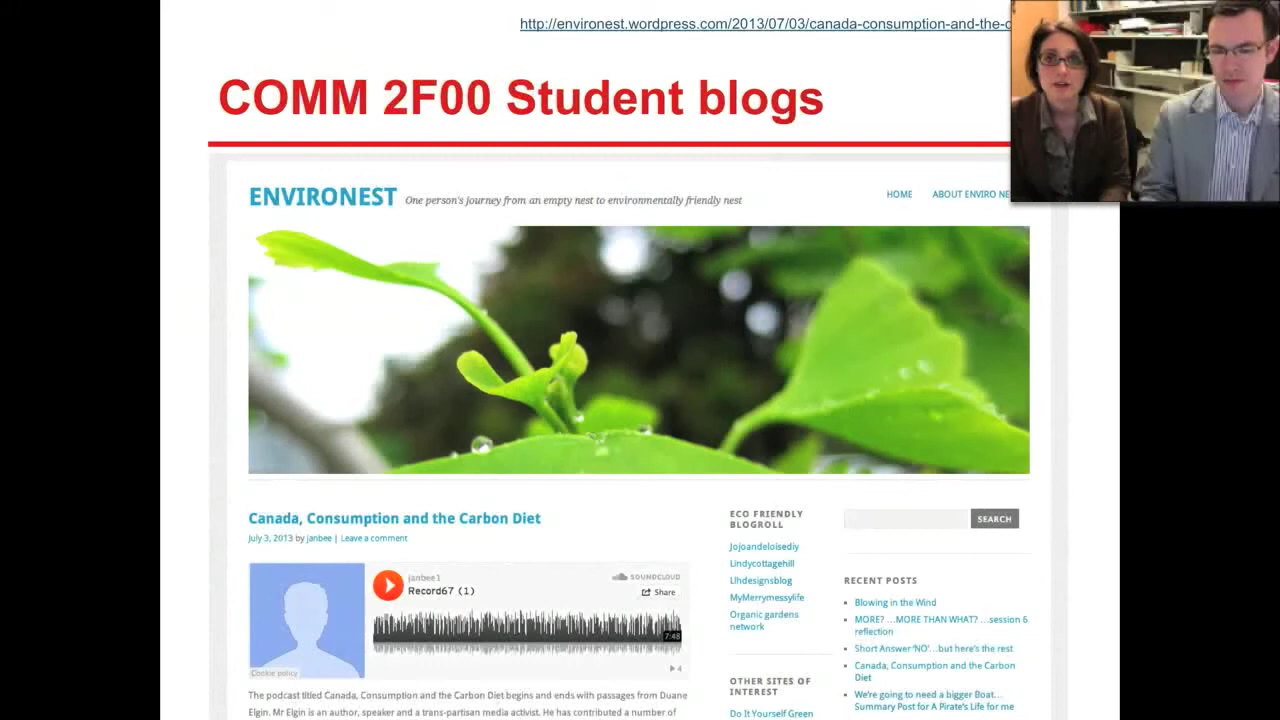 http://environest.wordpress.com/2013/07/03/canada-consumption-and-the-c
COMM 2F00 Student blogs
ENVIRONEST One person's journey from an empty nest to environmentally friendly nest
HOME ABOUT ENVIRO NE
Canada, Consumption and the Carbon Diet
July 3, 2013 by janbee | Leave a comment
janbee1
Record67 (1)
SOUNDCLOUD
Share
7:48
4
Cookie policy
The podcast titled Canada, Consumption and the Carbon Diet begins and ends with passages from Duane
Elgin. Mr Elgin is an author, speaker and a trans-partisan media activist. He has contributed a number of
ECO FRIENDLY
BLOGROLL
Jojoandeloisediy
Lindycottagehill
Llhdesignsblog
MyMerrymessylife
Organic gardens
network
OTHER SITES OF
INTEREST
Do It Yourself Green
SEARCH
RECENT POSTS
Blowing in the Wind
MORE? ...MORE THAN WHAT? ...session 6
reflection
Short Answer 'NO'...but here's the rest
Canada, Consumption and the Carbon
Diet
We're going to need a bigger Boat...
Summary Post for A Pirate's Life for me